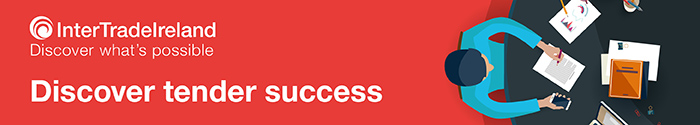 InterTradeIreland
Discover what's possible
Discover tender success